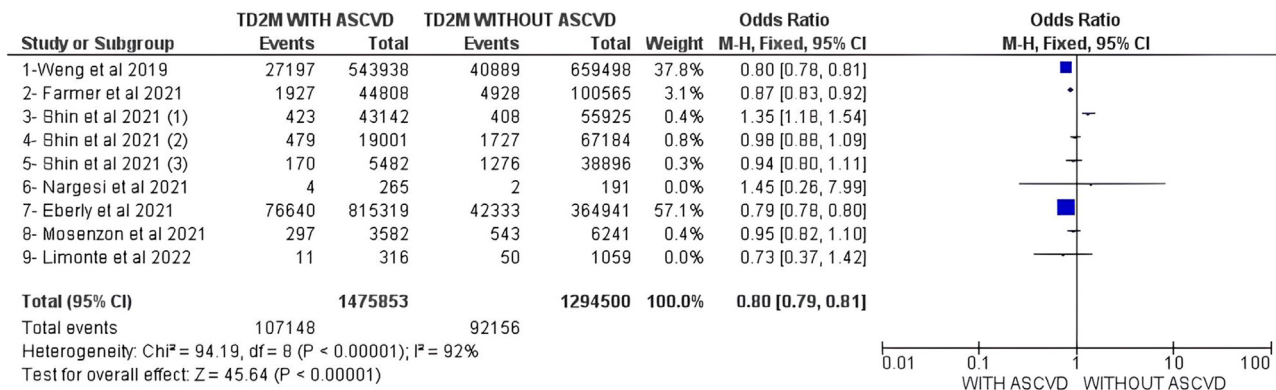 TD2M WITH ASCVD TD2M WITHOUT ASCVD Odds Ratio Odds Ratio
Study or Subgroup Events Total Events Total Weight M-H, Fixed, 95% CI M-H, Fixed, 95% CI
1-Weng et al 2019 27197 543938 40889 659498 37.8% 0.80 [0.78, 0.81]
2- Farmer et al 2021 1927 44808 4928 100565 3.1% 0.87 [0.83, 0.92]
3- Shin et al 2021 (1) 423 43142 408 55925 0.4% 1.35 [1.18, 1.54]
4- Shin et al 2021 (2) 479 19001 1727 67184 0.8% 0.98 [0.88, 1.09]
5- Shin et al 2021 (3) 170 5482 1276 38896 0.3% 0.94 [0.80, 1.11]
6- Nargesi et al 2021 4 265 2 191 0.0% 1.45 [0.26, 7.99]
7- Eberly et al 2021 76640 815319 42333 364941 57.1% 0.79 [0.78, 0.80]
8- Mosenzon et al 2021 297 3582 543 6241 0.4% 0.95 [0.82, 1.10]
9- Limonte et al 2022 11 316 50 1059 0.0% 0.73 [0.37, 1.42]
Total (95% CI) 1475853 1294500 100.0% 0.80 [0.79, 0.81]
Total events 107148 92156
Heterogeneity: Chi² = 94.19, df = 8 (P < 0.00001); I² = 92%
Test for overall effect: Z = 45.64 (P < 0.00001)
0.01 0.1 1 10 100
WITH ASCVD WITHOUT ASCVD